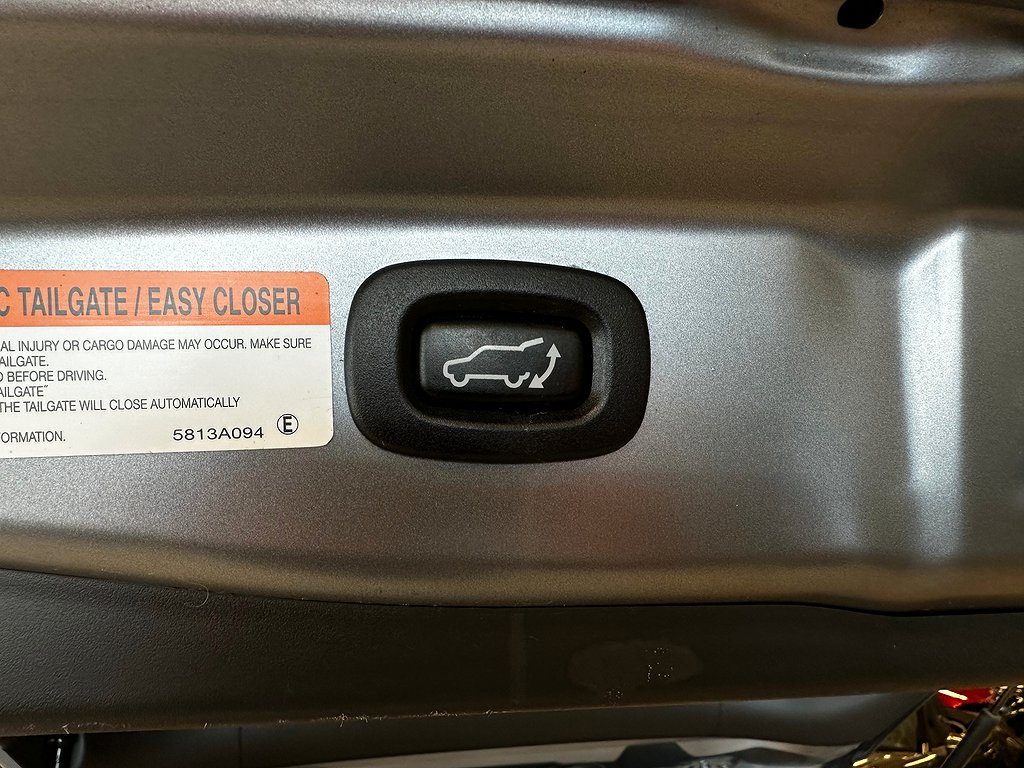 C TAILGATE / EASY CLOSER
AL INJURY OR CARGO DAMAGE MAY OCCUR. MAKE SURE
AILGATE.
D BEFORE DRIVING.
AILGATE"
THE TAILGATE WILL CLOSE AUTOMATICALLY
ORMATION.
5813A094 E